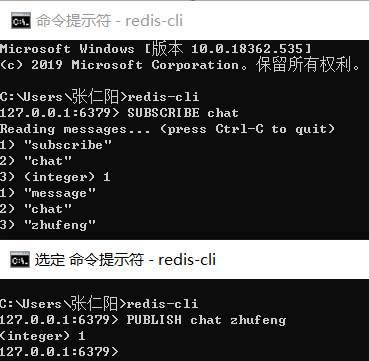 命令提示符 - redis-cli
Microsoft Windows [版本 10.0.18362.535]
(c) 2019 Microsoft Corporation。保留所有权利。
C:\Users\张仁阳>redis-cli
127.0.0.1:6379> SUBSCRIBE chat
Reading messages... (press Ctrl-C to quit)
1) "subscribe"
2) "chat"
3) (integer) 1
1) "message"
2) "chat"
3) "zhufeng"
选定 命令提示符 - redis-cli
C:\Users\张仁阳>redis-cli
127.0.0.1:6379> PUBLISH chat zhufeng
(integer) 1
127.0.0.1:6379>